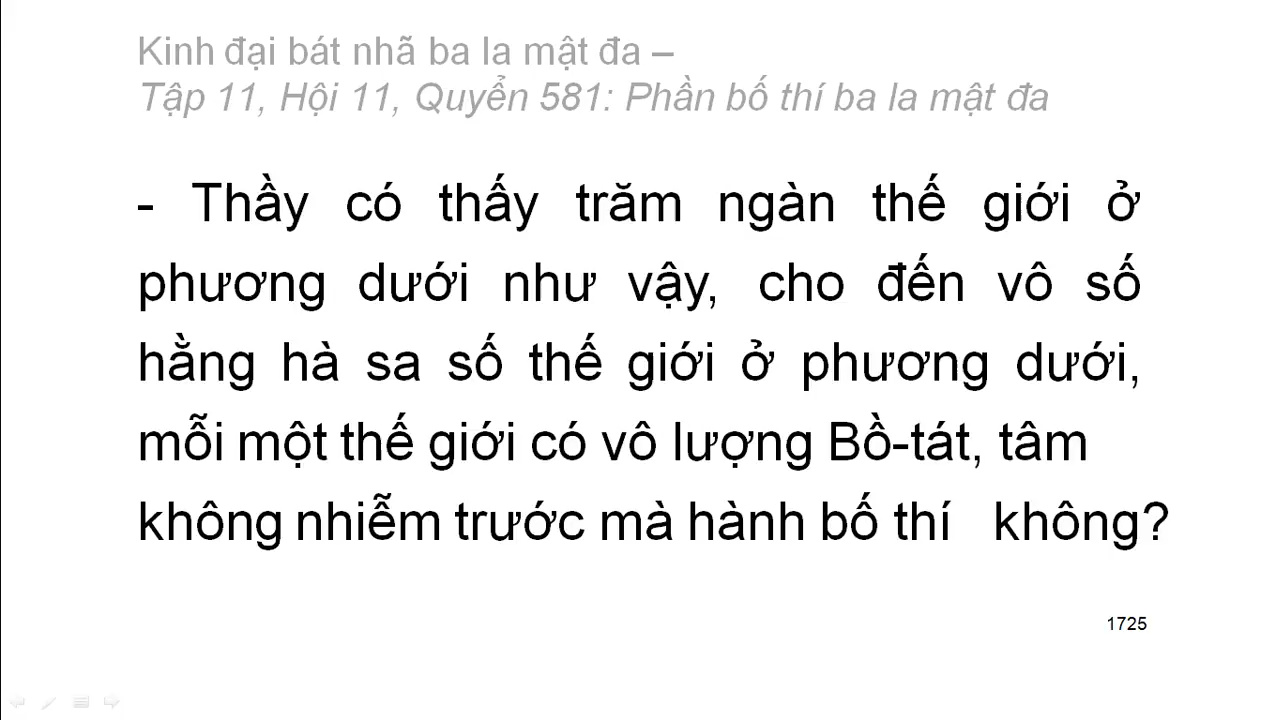 Kinh đại bát nhã ba la mật đa –
Tập 11, Hội 11, Quyển 581: Phần bố thí ba la mật đa
- Thầy có thấy trăm ngàn thế giới ở
phương dưới như vậy, cho đến vô số
hằng hà sa số thế giới ở phương dưới,
mỗi một thế giới có vô lượng Bồ-tát, tâm
không nhiễm trước mà hành bố thí không?
1725